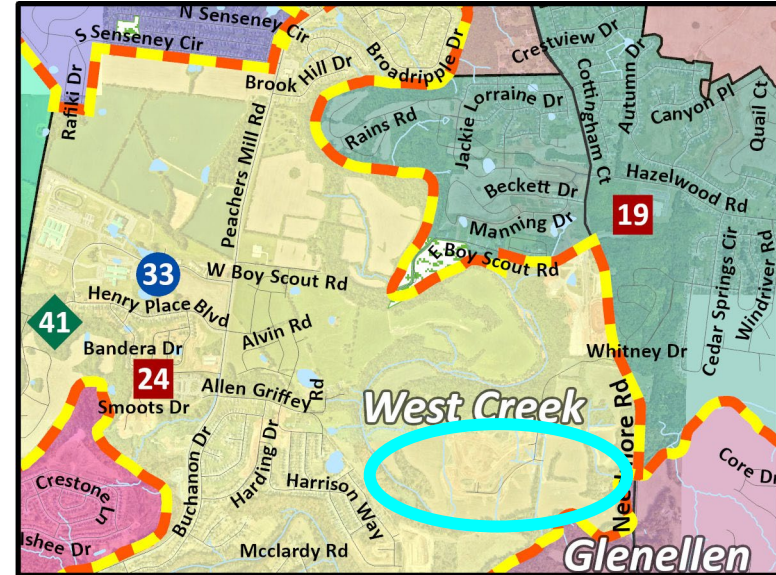 N Senseney Cir
S Senseney Cir
Rafiki Dr
Brook Hill Dr
Broadripple Dr
Crestview Dr
Peachers Mill Rd
Rains Rd
Jackie Lorraine Dr
Cottingham Ct
Autumn Dr
Canyon Pl
Quail Ct
Beckett Dr
Hazelwood Rd
Manning Dr
19
E Boy Scout Rd
33
W Boy Scout Rd
Henry Place Blvd
41
Alvin Rd
Cedar Springs Cir
Windriver Rd
Bandera Dr
Whitney Dr
24
Allen Griffey Rd
Smoots Dr
West Creek
Buchanon Dr
Harding Dr
Harrison Way
Needmore Rd
Core Dr
Crestone Ln
Ishee Dr
Mcclardy Rd
Glenellen